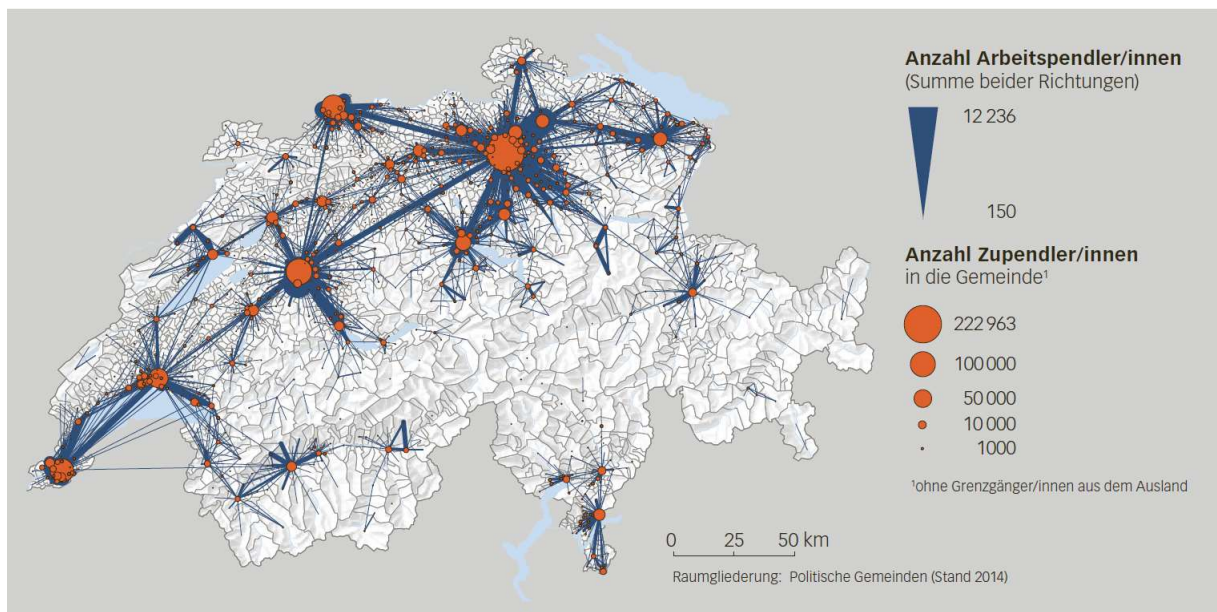 Anzahl Arbeitspendler/innen
(Summe beider Richtungen)
12 236
150
Anzahl Zupendler/innen
in die Gemeinde¹
222 963
100 000
50 000
10 000
1000
¹ohne Grenzgänger/innen aus dem Ausland
0 25 50 km
Raumgliederung: Politische Gemeinden (Stand 2014)